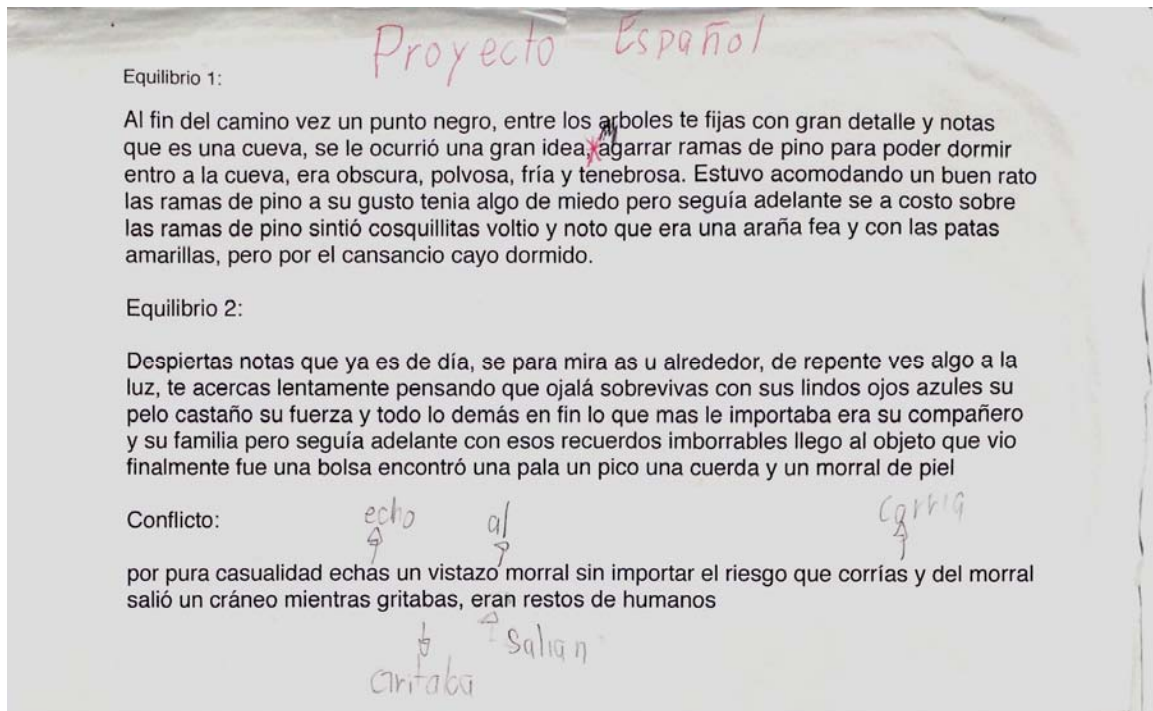 Proyecto Español
Equilibrio 1:
Al fin del camino vez un punto negro, entre los arboles te fijas con gran detalle y notas
que es una cueva, se le ocurrió una gran idea, agarrar ramas de pino para poder dormir
entro a la cueva, era obscura, polvosa, fría y tenebrosa. Estuvo acomodando un buen rato
las ramas de pino a su gusto tenia algo de miedo pero seguía adelante se a costo sobre
las ramas de pino sintió cosquillitas voltio y noto que era una araña fea y con las patas
amarillas, pero por el cansancio cayo dormido.
Equilibrio 2:
Despiertas notas que ya es de día, se para mira as u alrededor, de repente ves algo a la
luz, te acercas lentamente pensando que ojalá sobrevivas con sus lindos ojos azules su
pelo castaño su fuerza y todo lo demás en fin lo que mas le importaba era su compañero
y su familia pero seguía adelante con esos recuerdos imborrables llego al objeto que vio
finalmente fue una bolsa encontró una pala un pico una cuerda y un morral de piel
Conflicto:
echo al carria
por pura casualidad echas un vistazo morral sin importar el riesgo que corrías y del morral
salió un cráneo mientras gritabas, eran restos de humanos
salian
Gritaba